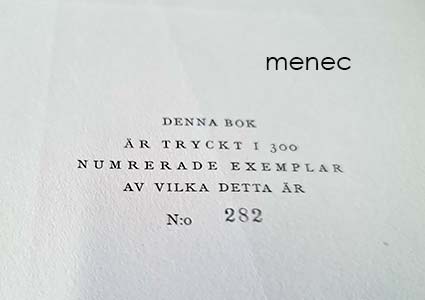 menec
DENNA BOK
ÄR TRYCKT I 300
NUMRERADE EXEMPLAR
AV VILKA DETTA ÄR
N:o 282